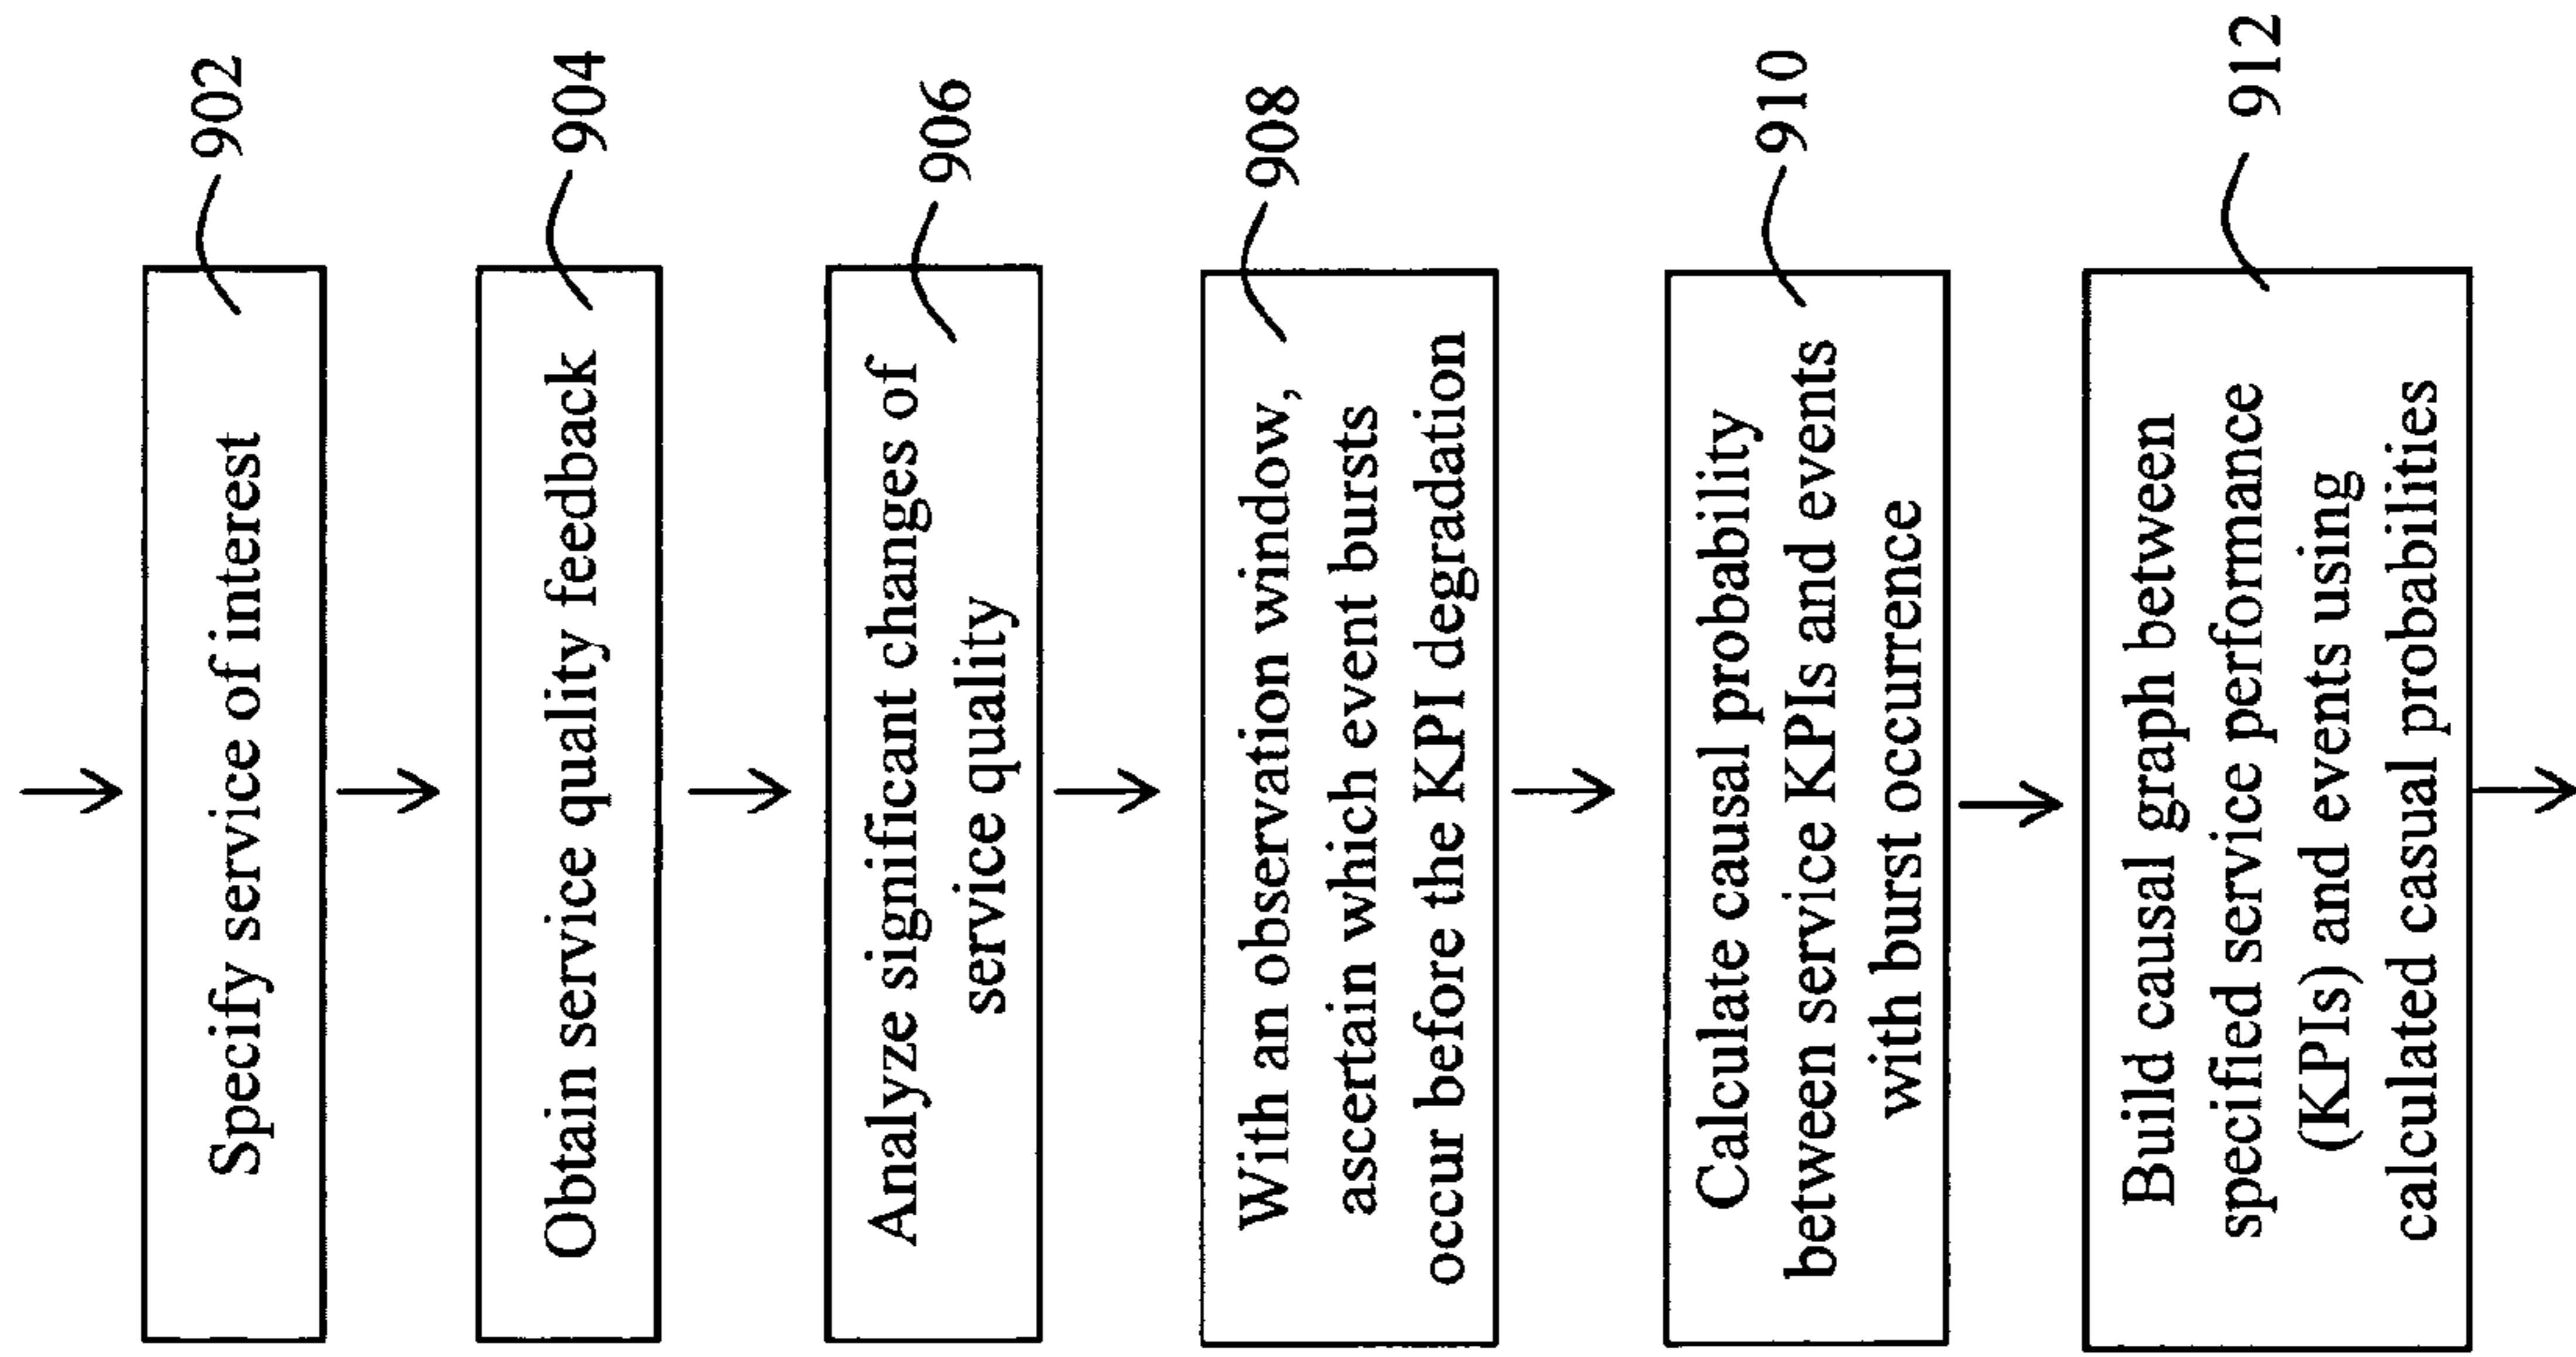 Specify service of interest
902
Obtain service quality feedback
904
Analyze significant changes of
service quality
906
With an observation window,
ascertain which event bursts
occur before the KPI degradation
908
Calculate causal probability
between service KPIs and events
with burst occurrence
910
Build causal graph between
specified service performance
(KPIs) and events using
calculated casual probabilities
912